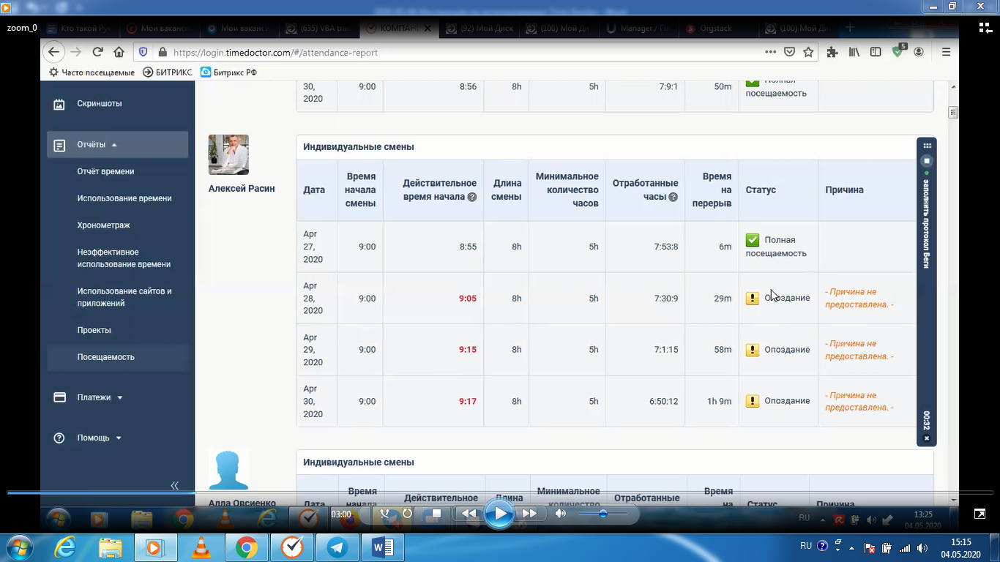 zoom_0
Кто такой Ру
Мои ваканс
Мои ваканси
(635) VBA tra
КОМПАН
(92) Мой Диск
(100) Мой Ди
Manager / П
Orgstack
(100) Мой Ди
https://login.timedoctor.com/#/attendance-report
5
Часто посещаемые
БИТРИКС
Битрикс РФ
Скриншоты
Отчёты
Отчёт времени
Использование времени
Хронометраж
Неэффективное
использование времени
Использование сайтов и
приложений
Проекты
Посещаемость
Платежи
Помощь
30,
2020
9:00
8:56
8h
5h
7:9:1
50m
Полная
посещаемость
Алексей Расин
Индивидуальные смены
Дата
Время
начала
смены
Действительное
время начала
Длина
смены
Минимальное
количество
часов
Отработанные
часы
Время
на
перерыв
Статус
Причина
Apr
27,
2020
9:00
8:55
8h
5h
7:53:8
6m
Полная
посещаемость
Apr
28,
2020
9:00
9:05
8h
5h
7:30:9
29m
Опоздание
- Причина не
предоставлена. -
Apr
29,
2020
9:00
9:15
8h
5h
7:1:15
58m
Опоздание
- Причина не
предоставлена. -
Apr
30,
2020
9:00
9:17
8h
5h
6:50:12
1h 9m
Опоздание
- Причина не
предоставлена. -
заполнить протокол Беги
00:32
Алла Овсиенко
Индивидуальные смены
Дата
Время
начала
Действительное
время начала
Длина
смены
Минимальное
количество
Отработанные
Время
на
Статус
Причина
03:00
RU
13:25
04.05.2020
RU
15:15
04.05.2020